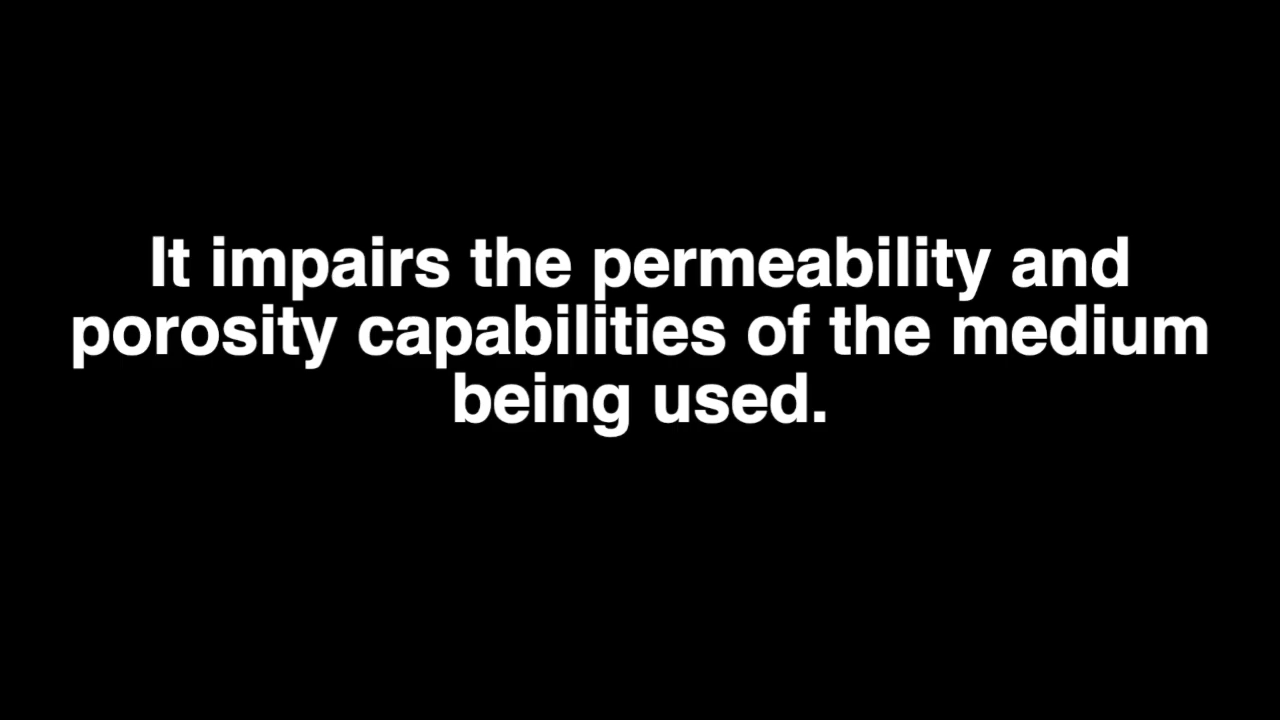 It impairs the permeability and
porosity capabilities of the medium
being used.